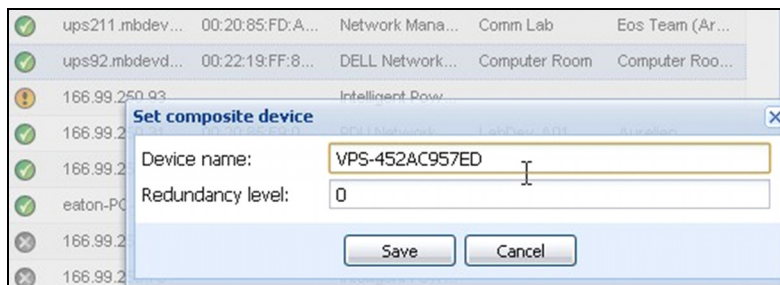 ups211.mbdev... 00:20:85:FD:A... Network Mana... Comm Lab Eos Team (Ar...
ups92.mbdevd... 00:22:19:FF:8... DELL Network... Computer Room Computer Roo...
166.99.250.93 Intelligent Pow...
Set composite device
166.99.2
Device name: VPS-452AC957ED
166.99.2
Redundancy level: 0
eaton-PC
166.99.2
Save Cancel
166.99.2